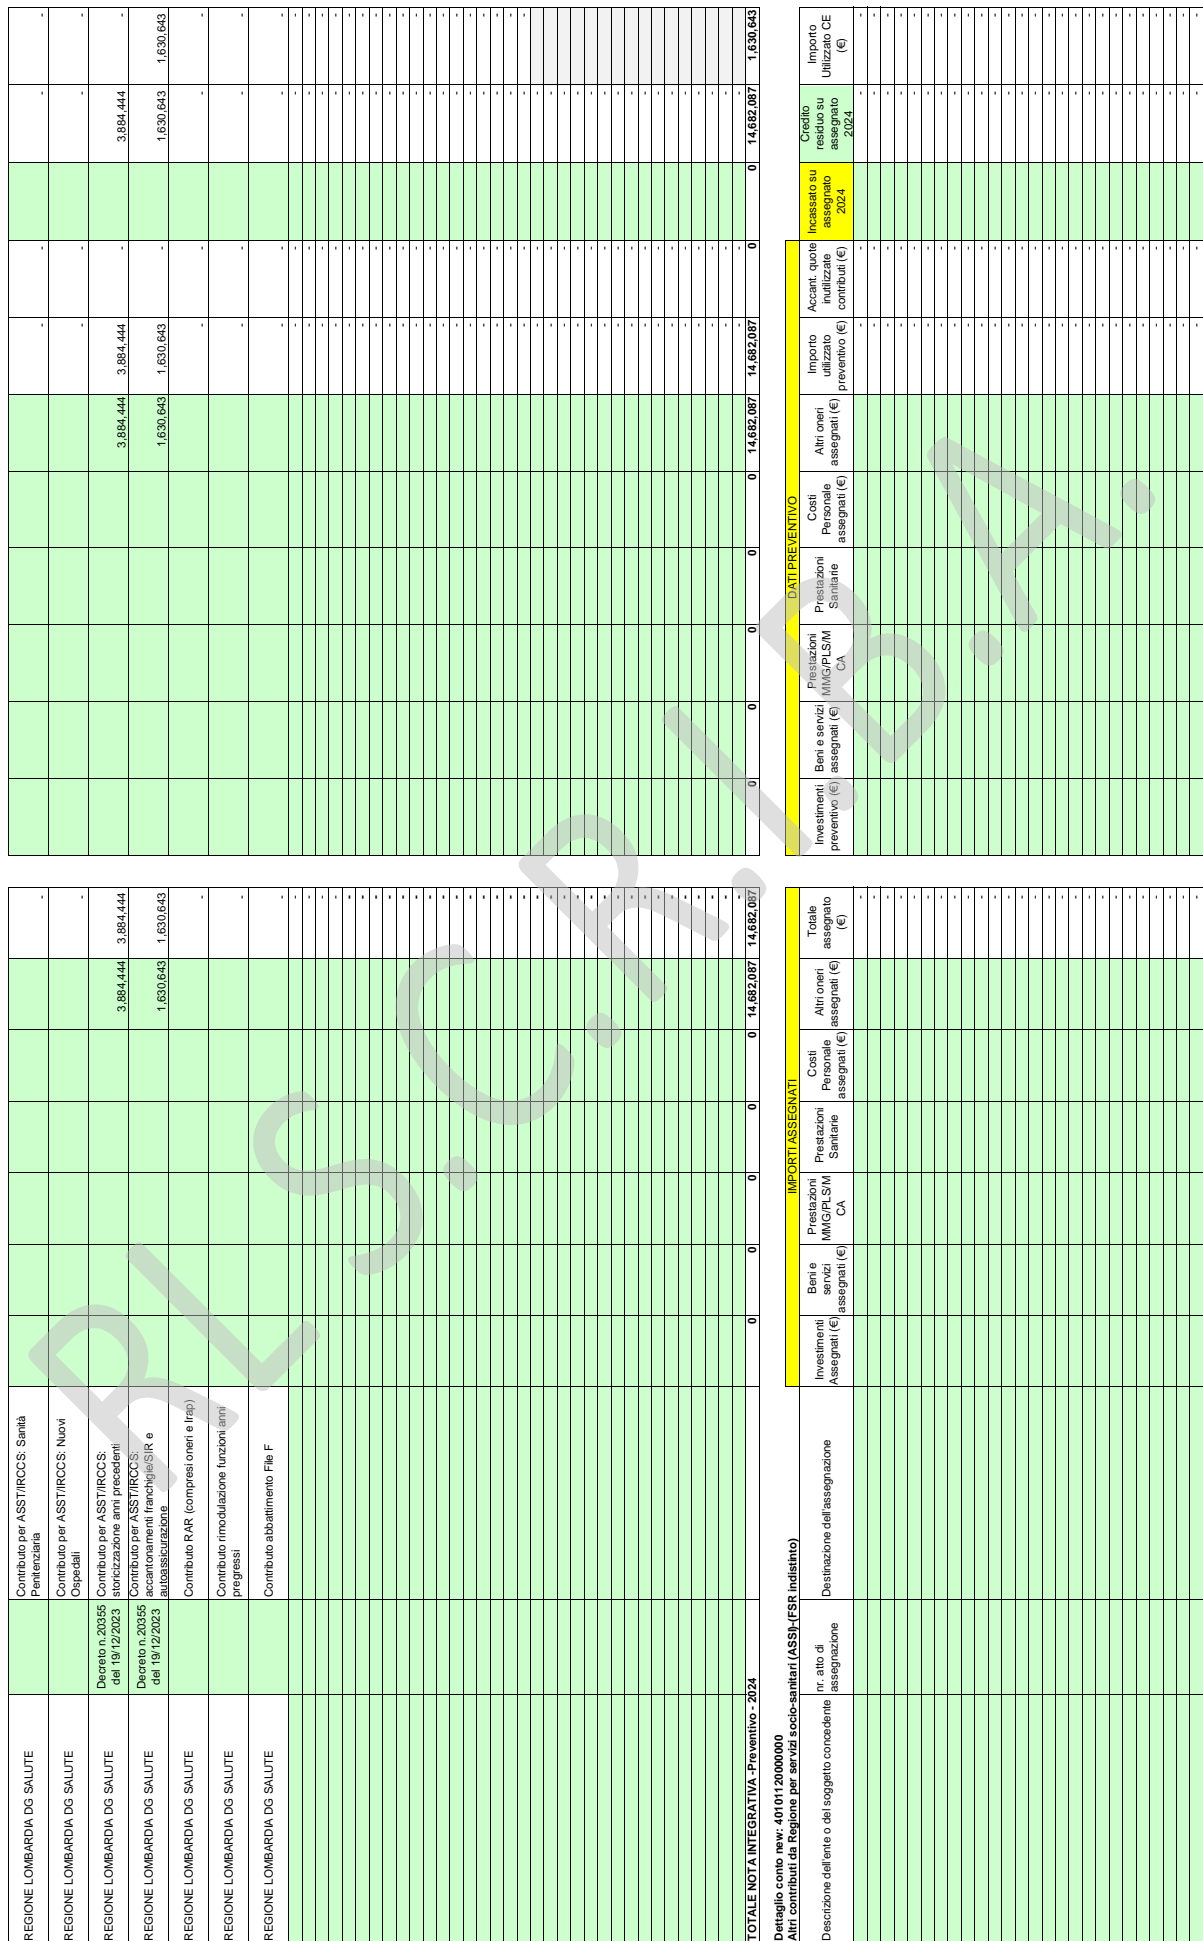 REGIONE LOMBARDIA DG SALUTE Contributo per ASST/IRCCS: Sanità Penitenziaria - - - - -
REGIONE LOMBARDIA DG SALUTE Contributo per ASST/IRCCS: Nuovi Ospedali - - - - -
REGIONE LOMBARDIA DG SALUTE Decreto n.20355 del 19/12/2023 Contributo per ASST/IRCCS: storicizzazione anni precedenti 3,884,444 3,884,444 3,884,444 3,884,444 - 3,884,444 -
REGIONE LOMBARDIA DG SALUTE Decreto n.20355 del 19/12/2023 Contributo per ASST/IRCCS: accantonamenti franchigie/SIR e autoassicurazione 1,630,643 1,630,643 1,630,643 1,630,643 - 1,630,643 1,630,643
REGIONE LOMBARDIA DG SALUTE Contributo RAR (compresi oneri e Irap) - - - - -
REGIONE LOMBARDIA DG SALUTE Contributo rimodulazione funzioni anni pregressi - - - - -
REGIONE LOMBARDIA DG SALUTE Contributo abbattimento File F - - - - -
TOTALE NOTA INTEGRATIVA -Preventivo - 2024 0 0 0 0 0 14,682,087 14,682,087 0 0 0 0 0 14,682,087 14,682,087 0 0 14,682,087 1,630,643
Dettaglio conto new: 40101120000000
Altri contributi da Regione per servizi socio-sanitari (ASSI)-(FSR indistinto)
IMPORTI ASSEGNATI DATI PREVENTIVO
Descrizione dell'ente o del soggetto concedente
nr. atto di assegnazione
Destinazione dell'assegnazione
Investimenti Assegnati (€)
Beni e servizi assegnati (€)
Prestazioni MMG/PLS/MCA
Prestazioni Sanitarie
Costi Personale assegnati (€)
Altri oneri assegnati (€)
Totale assegnato (€)
Investimenti preventivo (€)
Beni e servizi assegnati (€)
Prestazioni MMG/PLS/MCA
Prestazioni Sanitarie
Costi Personale assegnati (€)
Altri oneri assegnati (€)
Importo utilizzato preventivo (€)
Accant. quote inutilizzate contributi (€)
Incassato su assegnato 2024
Credito residuo su assegnato 2024
Importo Utilizzato CE (€)
RL S.C.R.I.B.A.